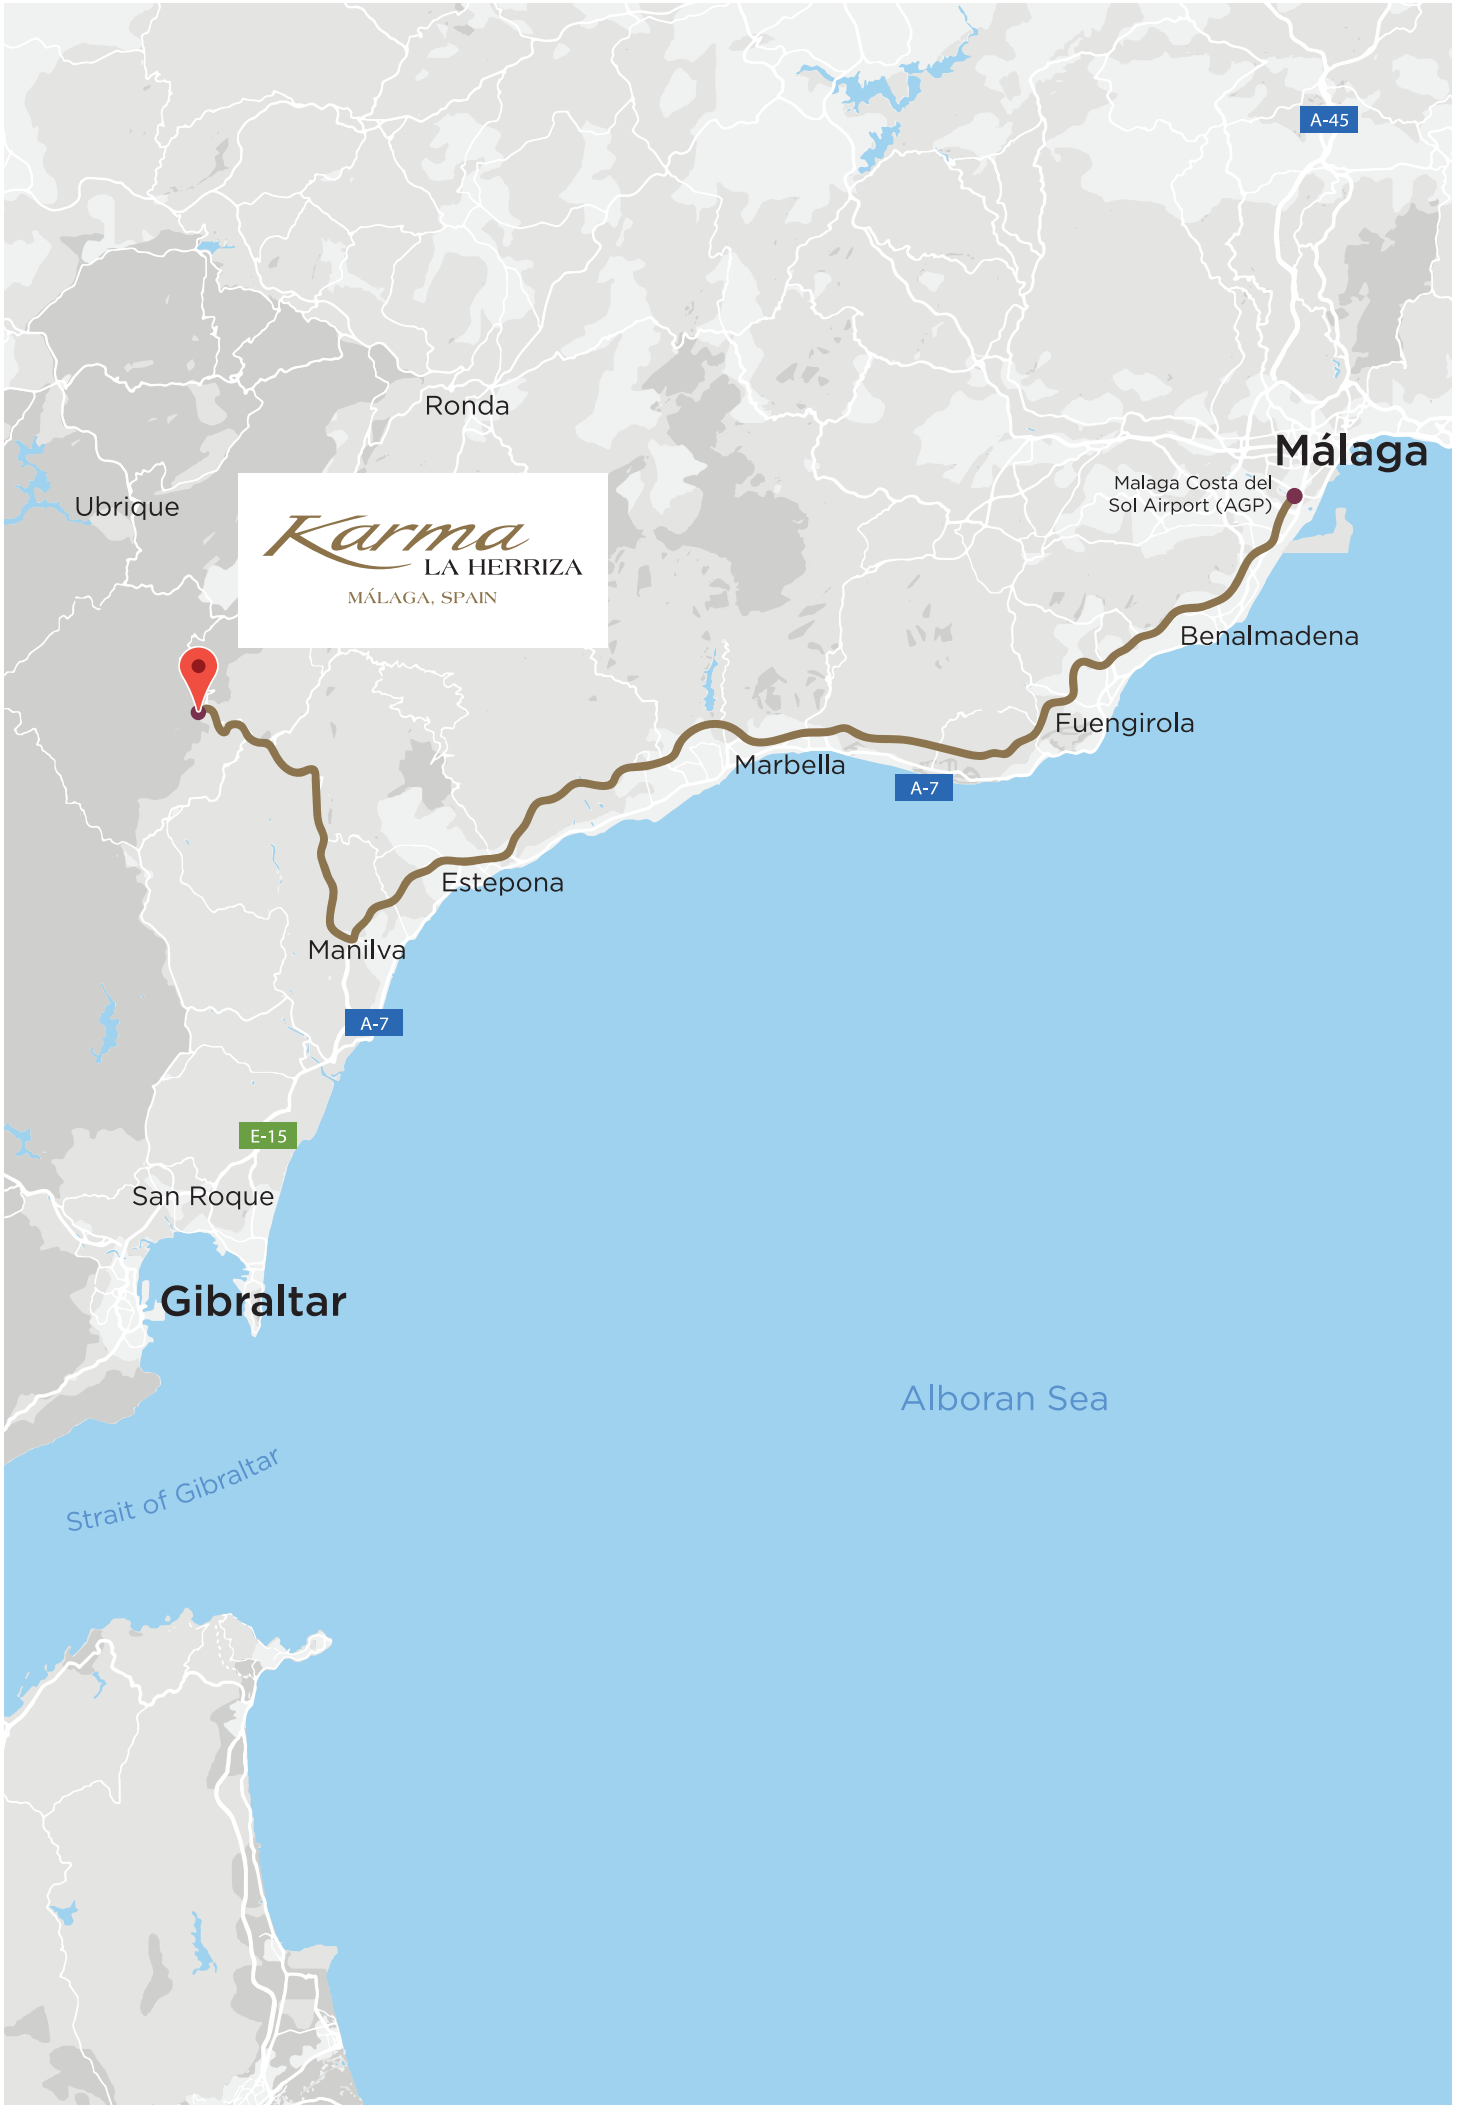 A-45
Ronda
Málaga
Malaga Costa del
Sol Airport (AGP)
Ubrique
Karma
LA HERRIZA
MÁLAGA, SPAIN
Benalmadena
Fuengirola
Marbella
A-7
Estepona
Manilva
A-7
E-15
San Roque
Gibraltar
Alboran Sea
Strait of Gibraltar